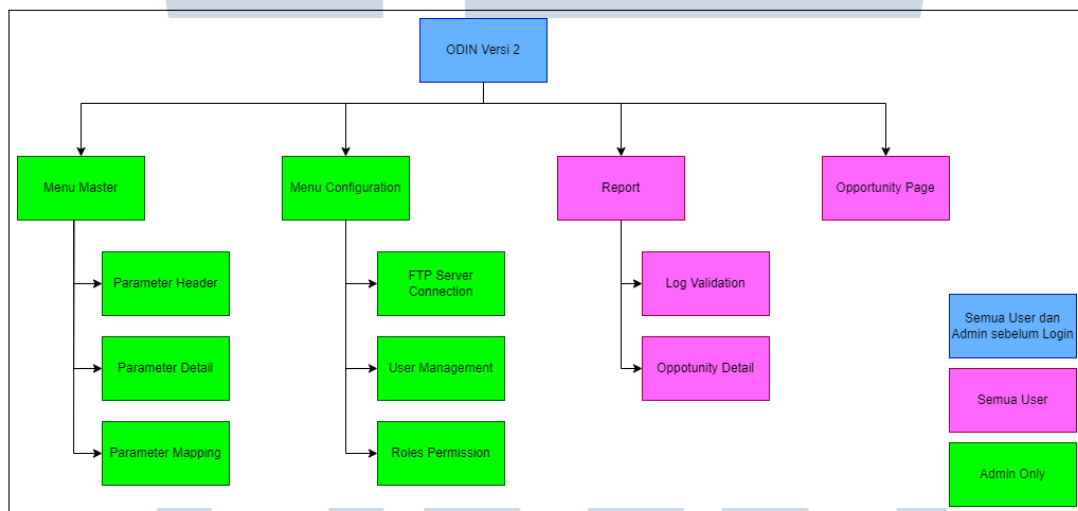 ODIN Versi 2
Menu Master
Menu Configuration
Report
Opportunity Page
Parameter Header
FTP Server
Connection
Log Validation
Parameter Detail
User Management
Oppotunity Detail
Parameter Mapping
Roles Permission
Semua User dan
Admin sebelum Login
Semua User
Admin Only